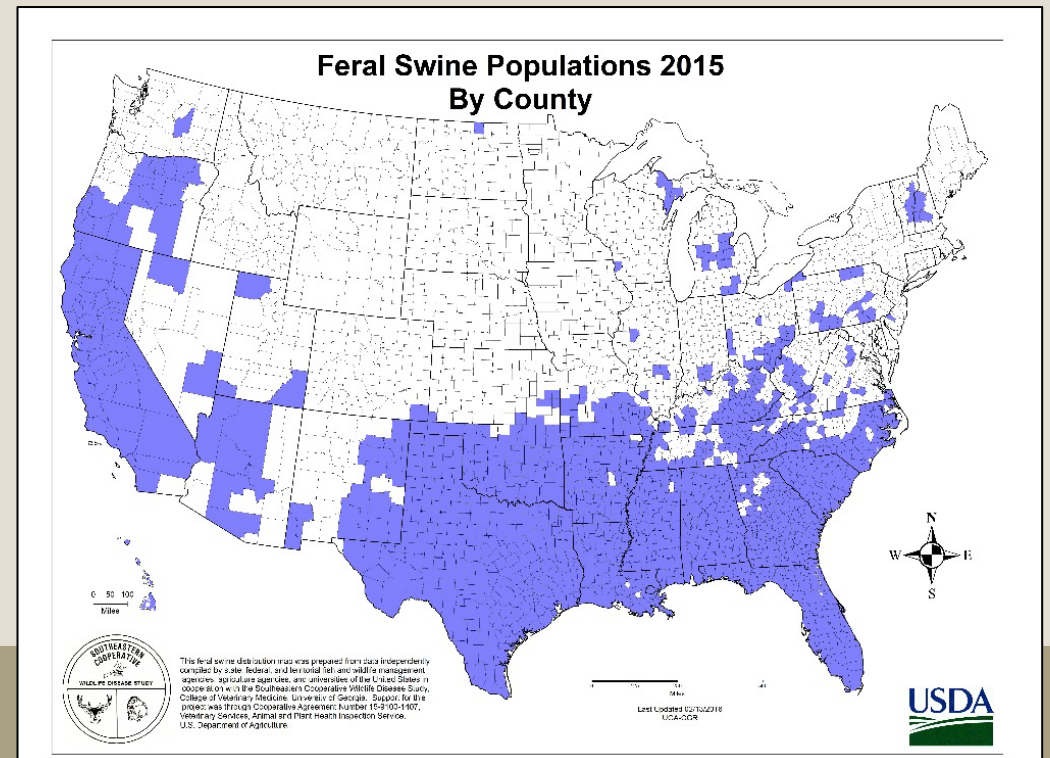 Feral Swine Populations 2015
By County
N
W E
S
0 50 100
Miles
SOUTHEASTERN
COOPERATIVE
WILDLIFE DISEASE STUDY
This feral swine distribution map was prepared from data independently
compiled by state, federal, and territorial fish and wildlife management
agencies, agriculture agencies, and universities of the United States in
cooperation with the Southeastern Cooperative Wildlife Disease Study,
College of Veterinary Medicine, University of Georgia. Support for the
project was through Cooperative Agreement Number
Veterinary Services, Animal and Plant Health Inspection Service,
U.S. Department of Agriculture.
Miles
Last Updated
USDA